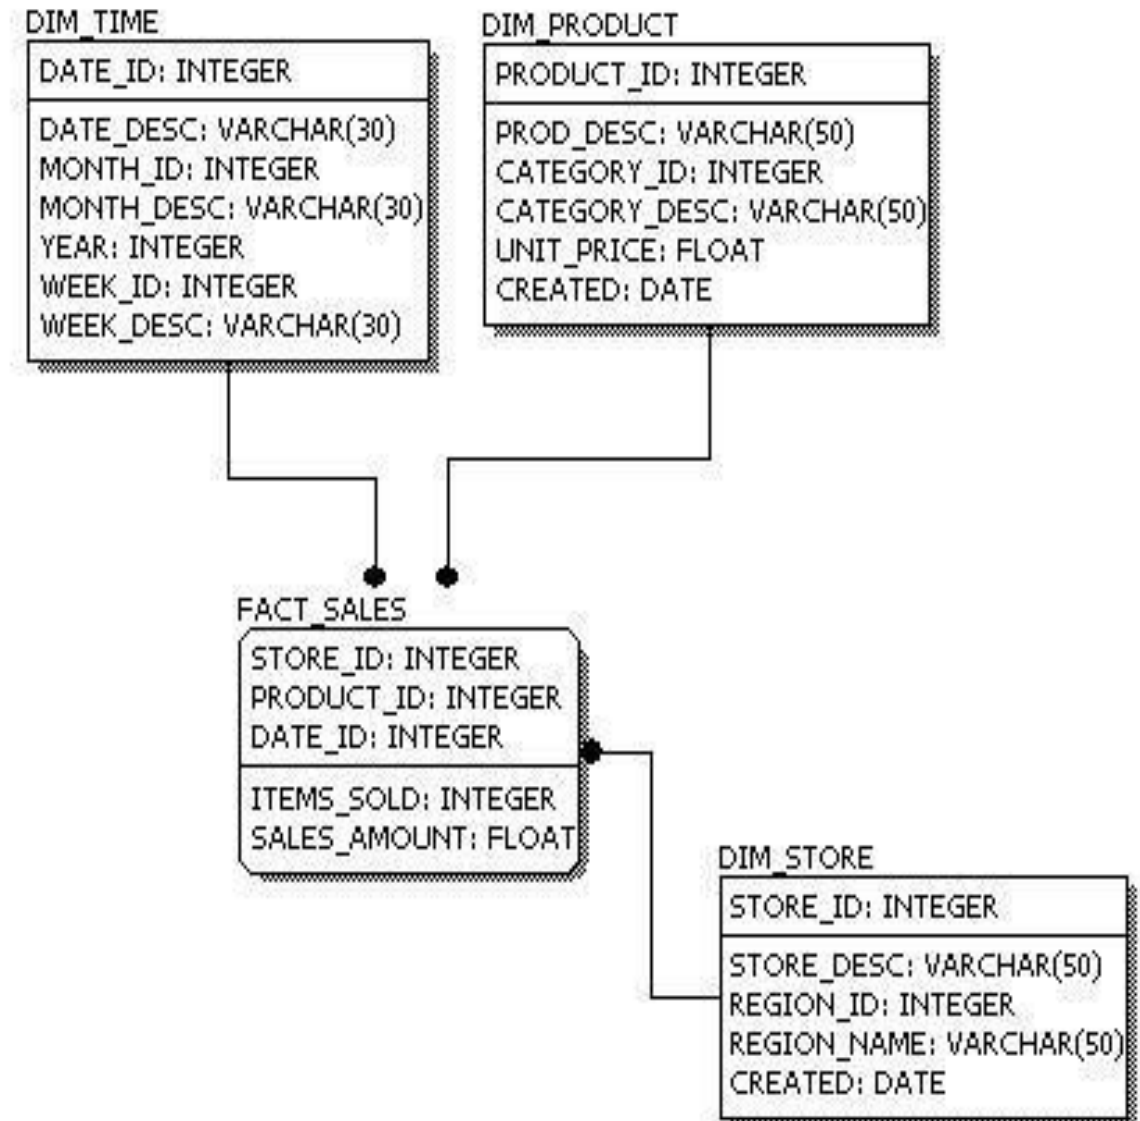 DIM_TIME
DATE_ID: INTEGER
DATE_DESC: VARCHAR(30)
MONTH_ID: INTEGER
MONTH_DESC: VARCHAR(30)
YEAR: INTEGER
WEEK_ID: INTEGER
WEEK_DESC: VARCHAR(30)
DIM_PRODUCT
PRODUCT_ID: INTEGER
PROD_DESC: VARCHAR(50)
CATEGORY_ID: INTEGER
CATEGORY_DESC: VARCHAR(50)
UNIT_PRICE: FLOAT
CREATED: DATE
FACT_SALES
STORE_ID: INTEGER
PRODUCT_ID: INTEGER
DATE_ID: INTEGER
ITEMS_SOLD: INTEGER
SALES_AMOUNT: FLOAT
DIM_STORE
STORE_ID: INTEGER
STORE_DESC: VARCHAR(50)
REGION_ID: INTEGER
REGION_NAME: VARCHAR(50)
CREATED: DATE